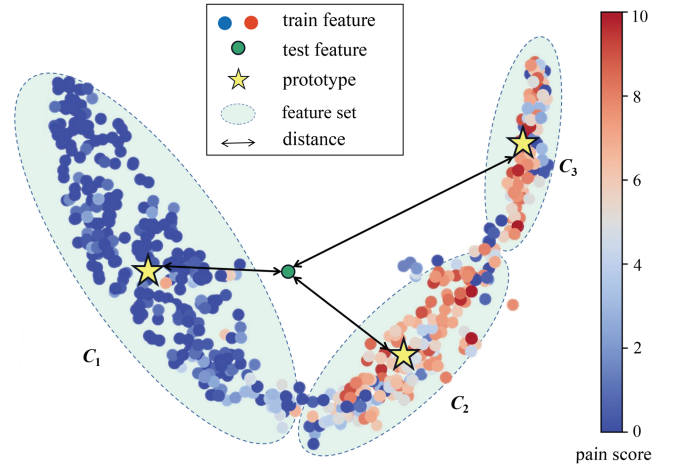 train feature
test feature
prototype
feature set
distance
C1
C2
C3
10
8
6
4
2
0
pain score